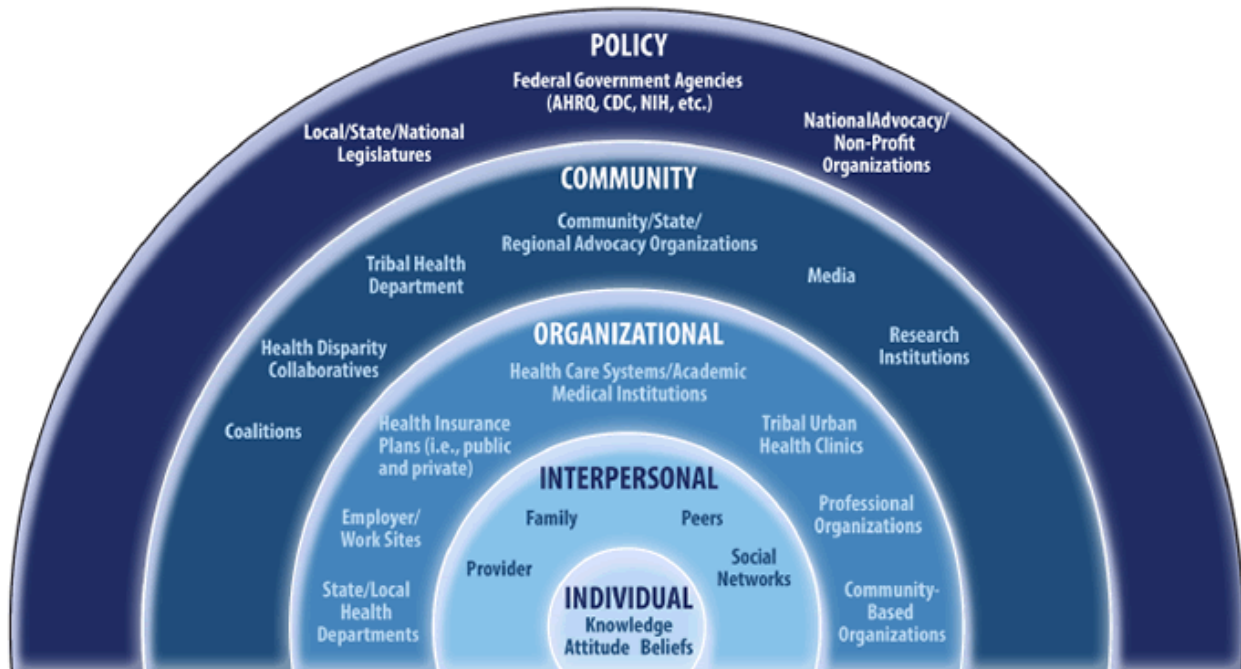 POLICY
Federal Government Agencies
(AHRQ, CDC, NIH, etc.)
Local/State/National
Legislatures
NationalAdvocacy/
Non-Profit
Organizations
COMMUNITY
Community/State/
Regional Advocacy Organizations
Tribal Health
Department
Media
Health Disparity
Collaboratives
Research
Institutions
Coalitions
ORGANIZATIONAL
Health Care Systems/Academic
Medical Institutions
Health Insurance
Plans (i.e., public
and private)
Tribal Urban
Health Clinics
Employer/
Work Sites
Professional
Organizations
State/Local
Health
Departments
Community-
Based
Organizations
INTERPERSONAL
Family
Peers
Provider
Social
Networks
INDIVIDUAL
Knowledge
Attitude Beliefs